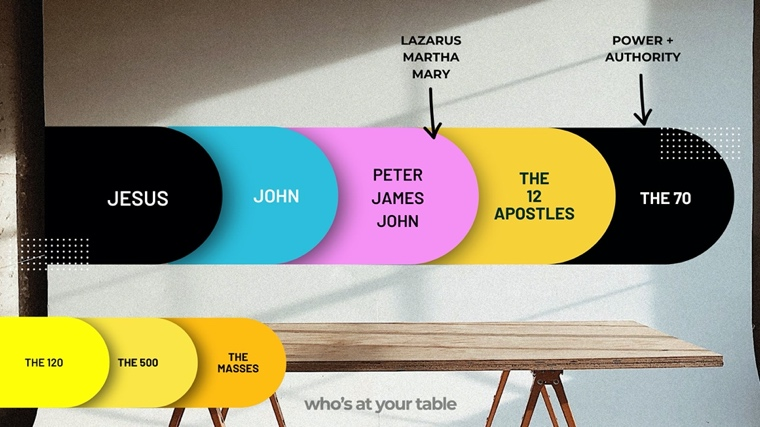 LAZARUS
MARTHA
MARY
POWER +
AUTHORITY
JESUS
JOHN
PETER
JAMES
JOHN
THE
12
APOSTLES
THE 70
THE 120
THE 500
THE
MASSES
who's at your table